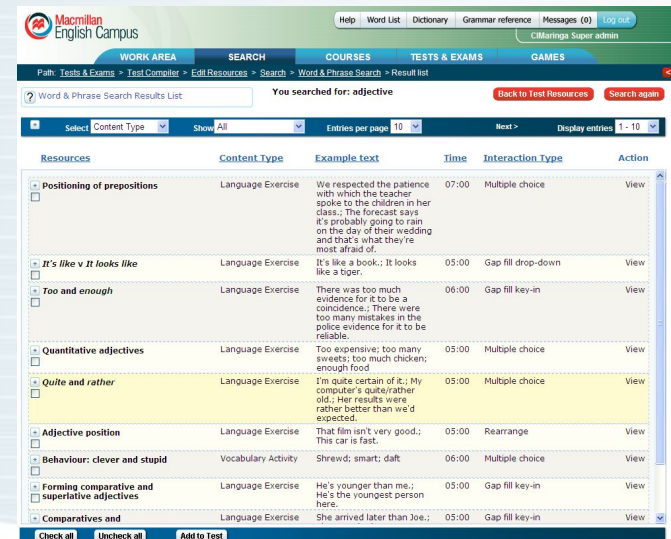 Macmillan
English Campus
Help Word List Dictionary Grammar reference Messages (0) Log out
CIMaringa Super admin
WORK AREA SEARCH COURSES TESTS & EXAMS GAMES
Path: Tests & Exams > Test Compiler > Edit Resources > Search > Word & Phrase Search > Result list <
? Word & Phrase Search Results List You searched for: adjective Back to Test Resources Search again
Select Content Type Show All Entries per page 10 Next > Display entries 1 - 10
Resources Content Type Example text Time Interaction Type Action
Positioning of prepositions Language Exercise We respected the patience 07:00 Multiple choice View
with which the teacher
spoke to the children in her
class.; The forecast says
it's probably going to rain
on the day of their wedding
and that's what they're
most afraid of.
It's like v It looks like Language Exercise It's like a book.; It looks 05:00 Gap fill drop-down View
like a tiger.
Too and enough Language Exercise There was too much 06:00 Gap fill key-in View
evidence for it to be a
coincidence.; There were
too many mistakes in the
police evidence for it to be
reliable.
Quantitative adjectives Language Exercise Too expensive; too many 05:00 Multiple choice View
sweets; too much chicken;
enough food
Quite and rather Language Exercise I'm quite certain of it.; My 05:00 Multiple choice View
computer's quite/rather
old.; Her results were
rather better than we'd
expected.
Adjective position Language Exercise That film isn't very good.; 05:00 Rearrange View
This car is fast.
Behaviour: clever and stupid Vocabulary Activity Shrewd; smart; daft 06:00 Multiple choice View
Forming comparative and Language Exercise He's younger than me.; 05:00 Gap fill key-in View
superlative adjectives He's the youngest person
here.
Comparatives and Language Exercise She arrived later than Joe.; 05:00 Gap fill key-in View
Check all Uncheck all Add to Test